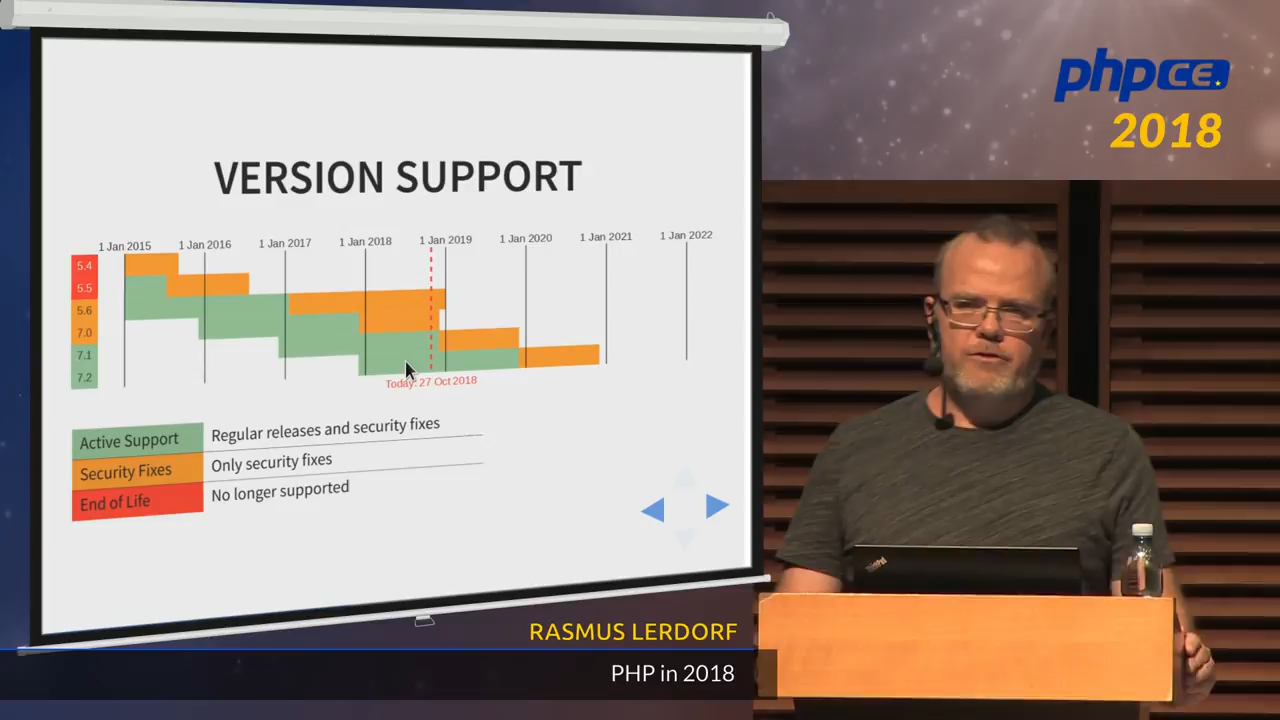 phpce
2018
VERSION SUPPORT
1 Jan 2015 1 Jan 2016 1 Jan 2017 1 Jan 2018 1 Jan 2019 1 Jan 2020 1 Jan 2021 1 Jan 2022
5.4
5.5
5.6
7.0
7.1
7.2
Today: 27 Oct 2018
Active Support Regular releases and security fixes
Security Fixes Only security fixes
End of Life No longer supported
ThinkPad
RASMUS LERDORF
PHP in 2018